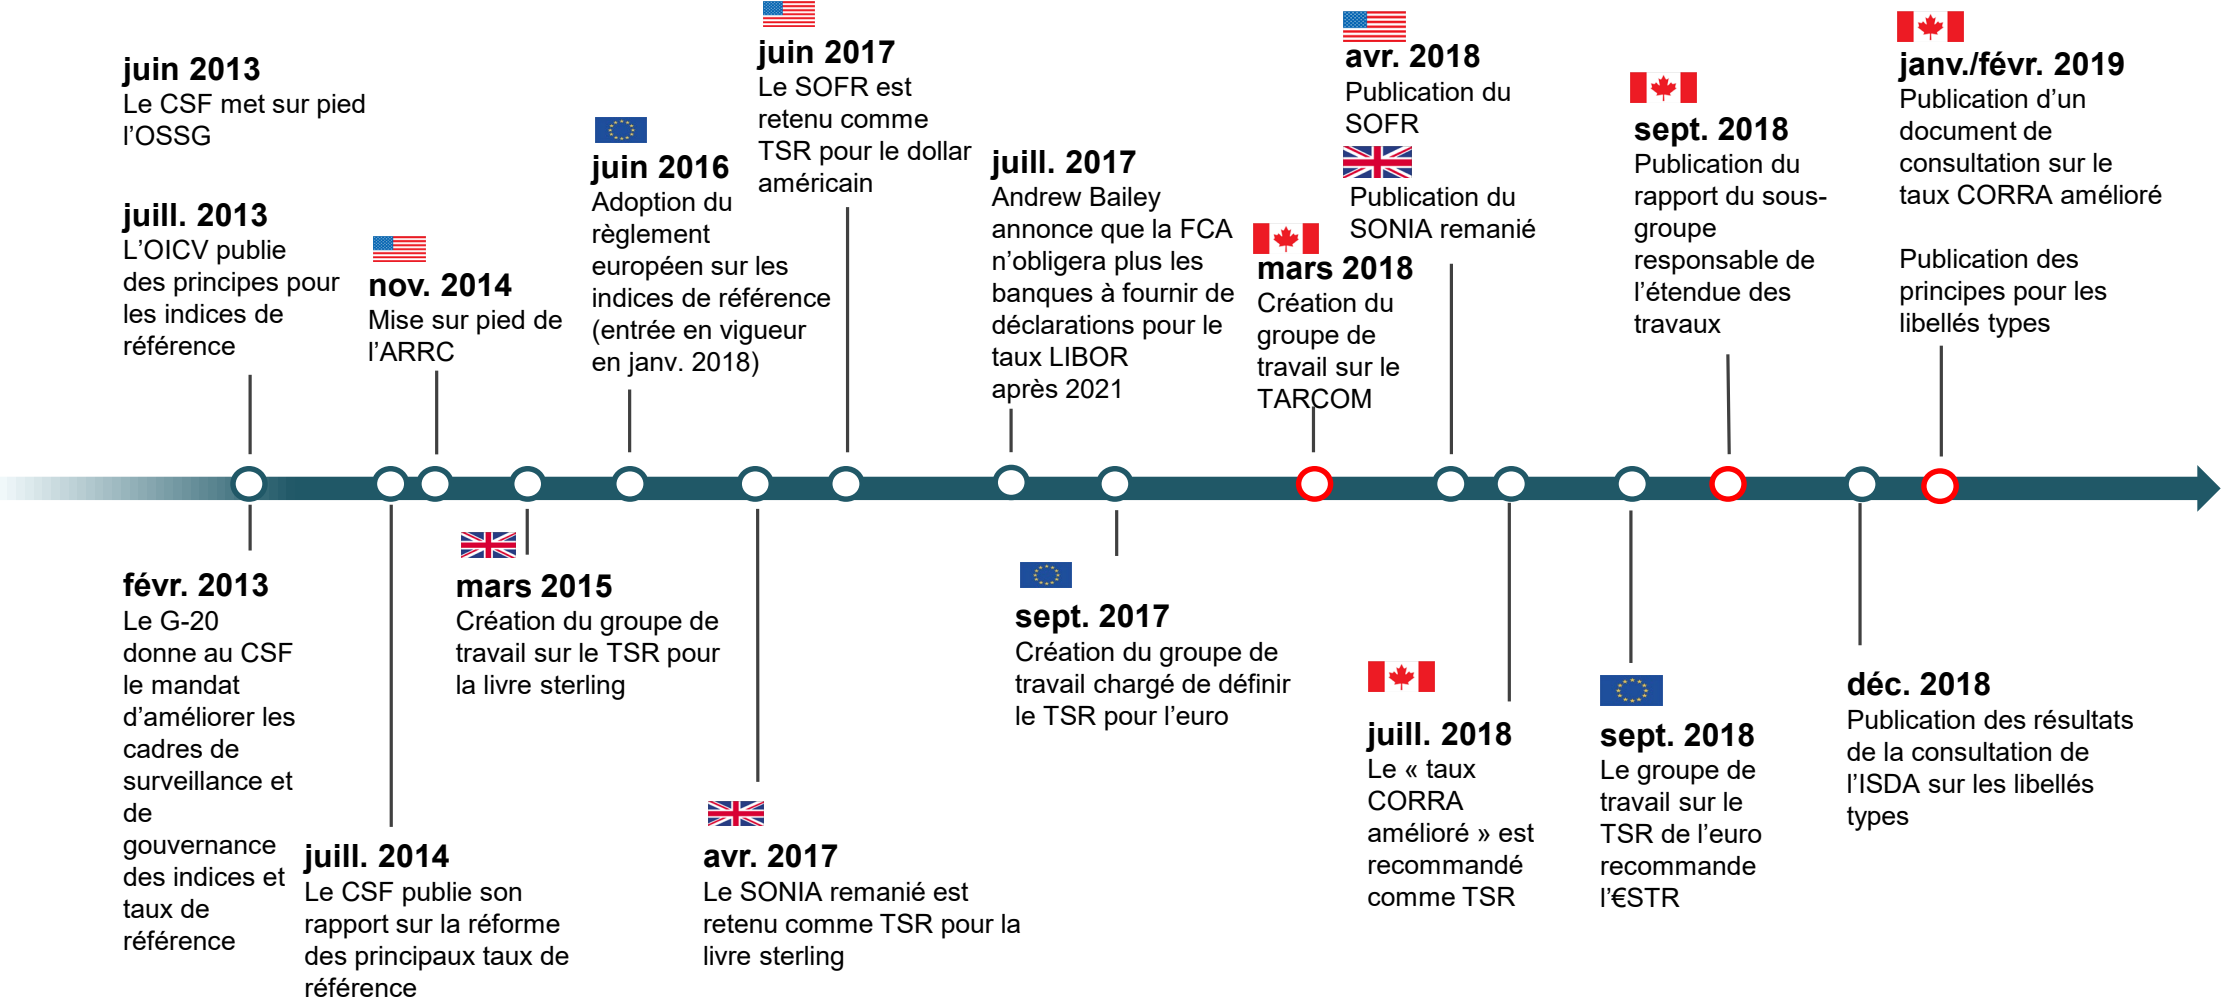 juin 2013
Le CSF met sur pied
l’OSSG
juill. 2013
L’OICV publie
des principes pour
les indices de
référence
nov. 2014
Mise sur pied de
l’ARRC
juin 2016
Adoption du
règlement
européen sur les
indices de référence
(entrée en vigueur
en janv. 2018)
juin 2017
Le SOFR est
retenu comme
TSR pour le dollar
américain
juill. 2017
Andrew Bailey
annonce que la FCA
n’obligera plus les
banques à fournir de
déclarations pour le
taux LIBOR
après 2021
mars 2018
Création du
groupe de
travail sur le
TARCOM
avr. 2018
Publication du
SOFR
Publication du
SONIA remanié
sept. 2018
Publication du
rapport du sous-
groupe
responsable de
l’étendue des
travaux
janv./févr. 2019
Publication d’un
document de
consultation sur le
taux CORRA amélioré
Publication des
principes pour les
libellés types
févr. 2013
Le G-20
donne au CSF
le mandat
d’améliorer les
cadres de
surveillance et
de
gouvernance
des indices et
taux de
référence
juill. 2014
Le CSF publie son
rapport sur la réforme
des principaux taux de
référence
mars 2015
Création du groupe de
travail sur le TSR pour
la livre sterling
avr. 2017
Le SONIA remanié est
retenu comme TSR pour la
livre sterling
sept. 2017
Création du groupe de
travail chargé de définir
le TSR pour l’euro
juill. 2018
Le « taux
CORRA
amélioré » est
recommandé
comme TSR
sept. 2018
Le groupe de
travail sur le
TSR de l’euro
recommande
l’€STR
déc. 2018
Publication des résultats
de la consultation de
l’ISDA sur les libellés
types